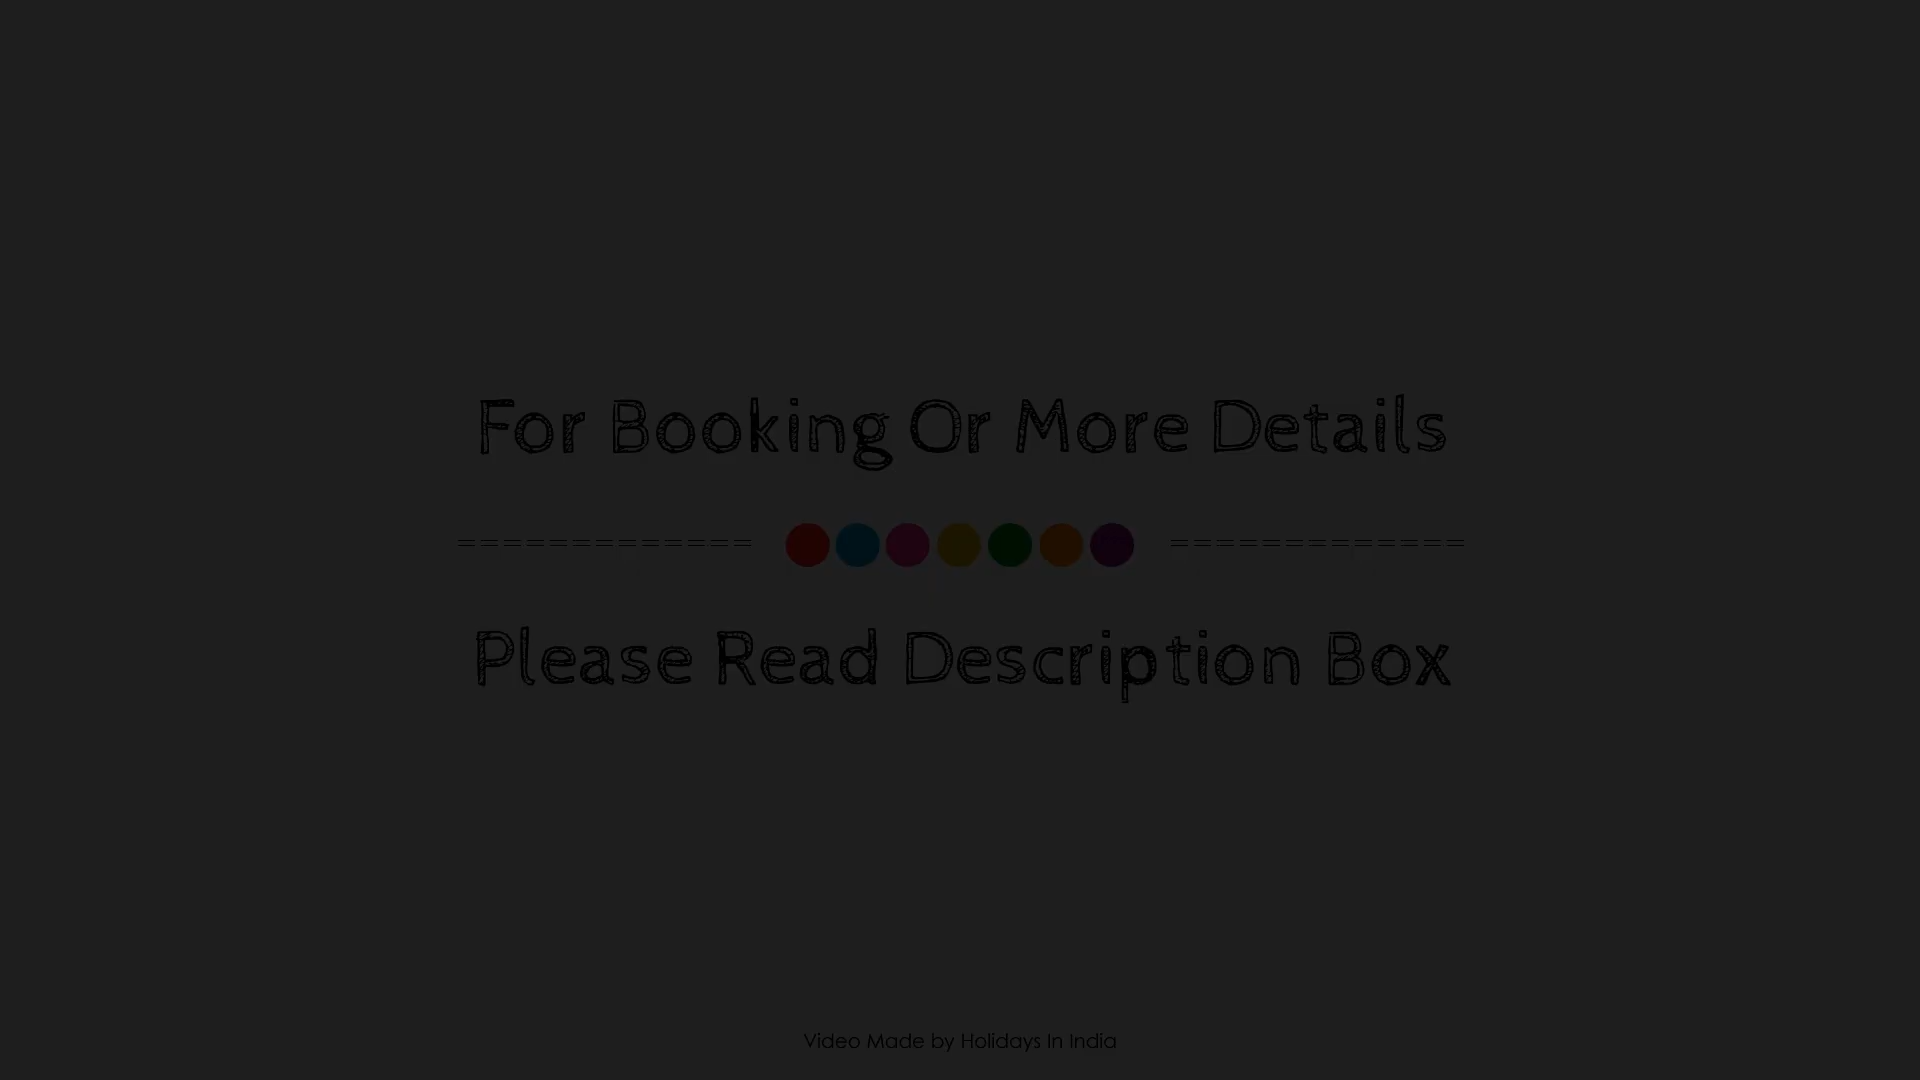 For Booking Or More Details
============= =============
Please Read Description Box
Video Made by Holidays In India